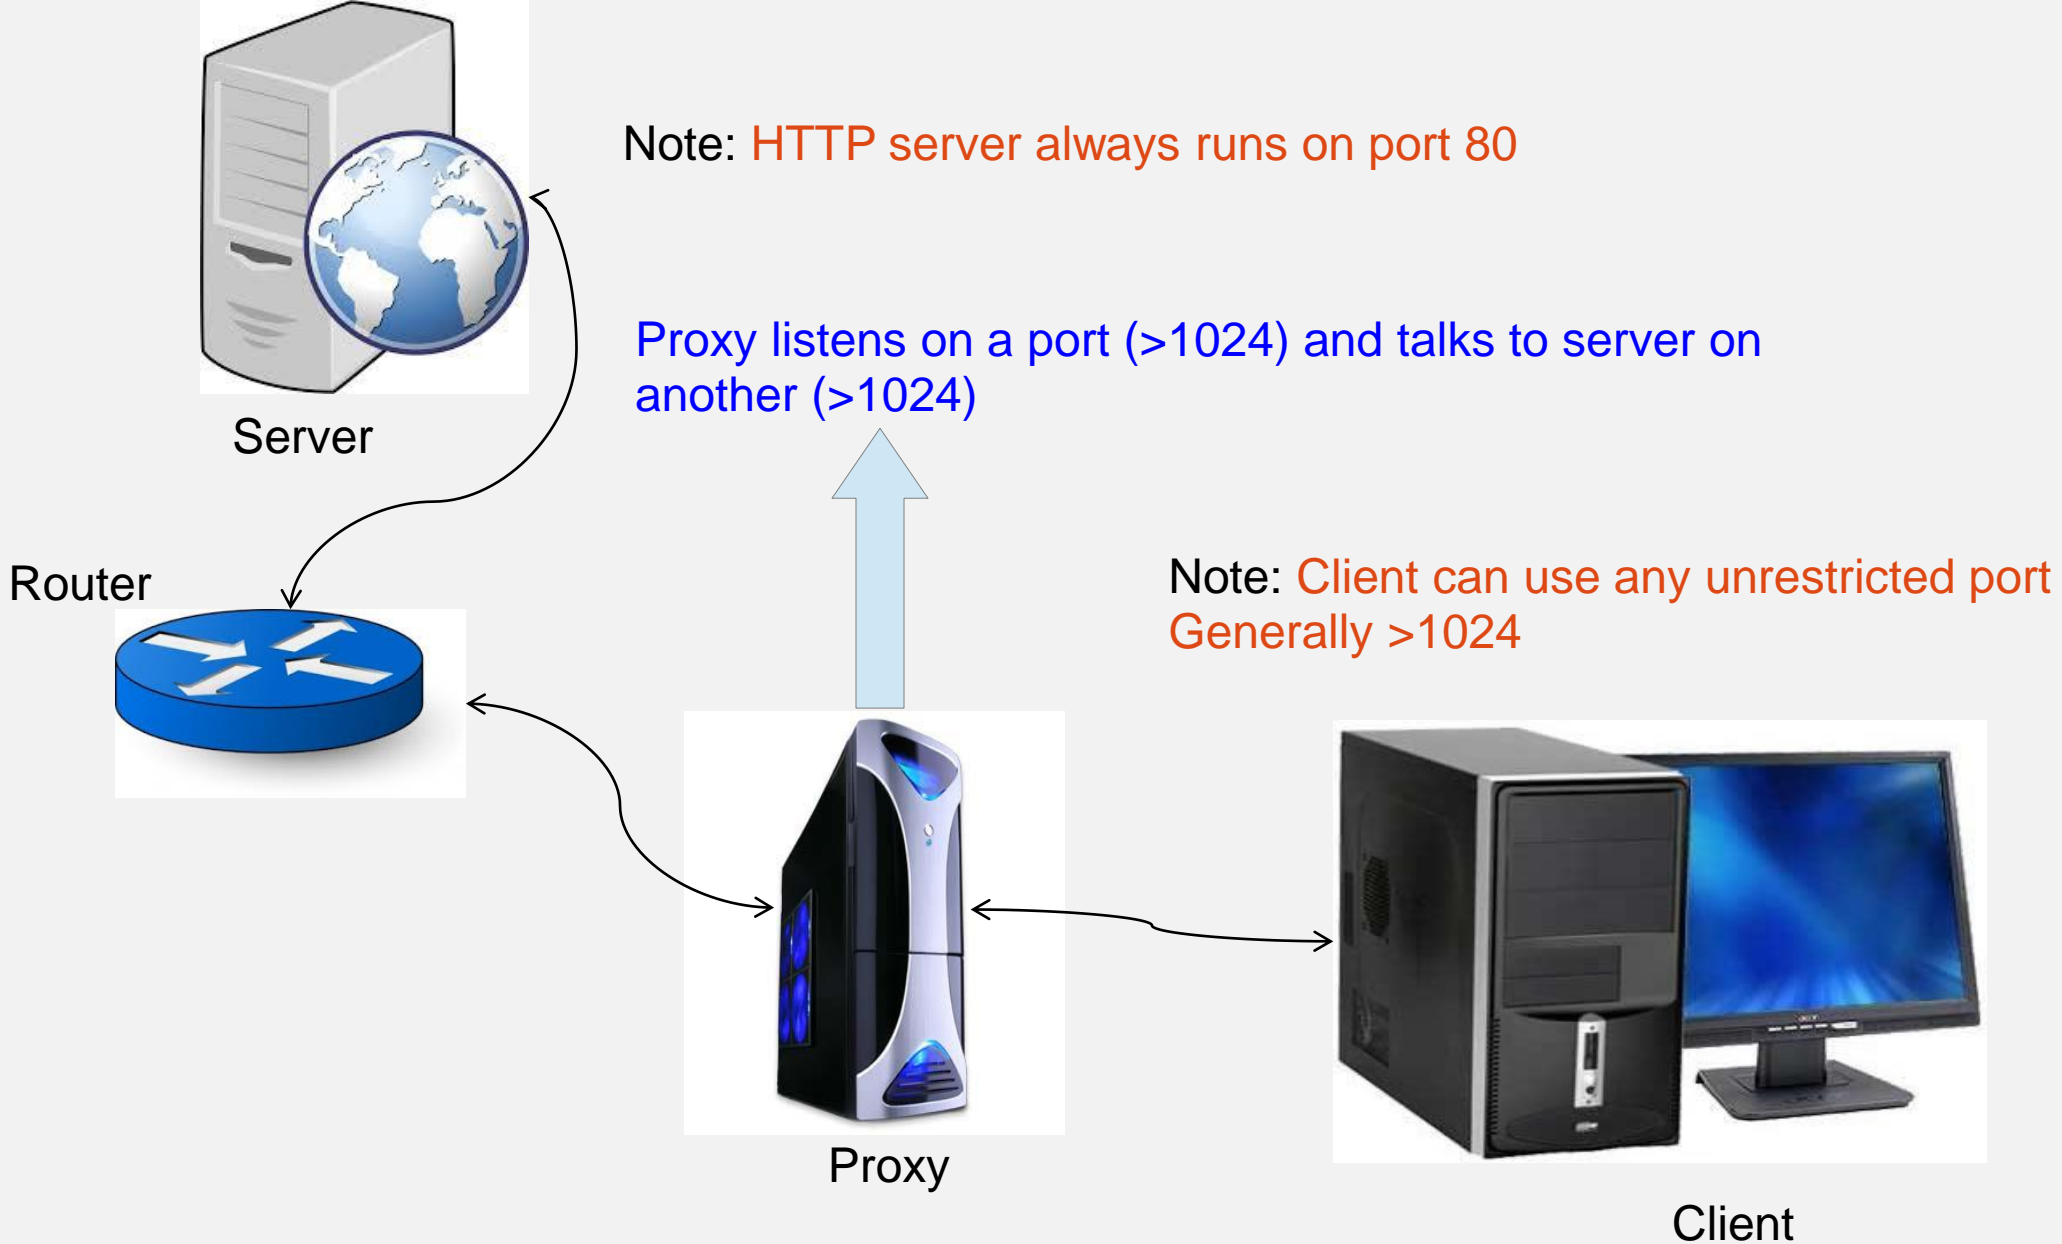 Note: HTTP server always runs on port 80
Proxy listens on a port (>1024) and talks to server on
another (>1024)
Server
Router
Note: Client can use any unrestricted port
Generally >1024
Proxy
Client